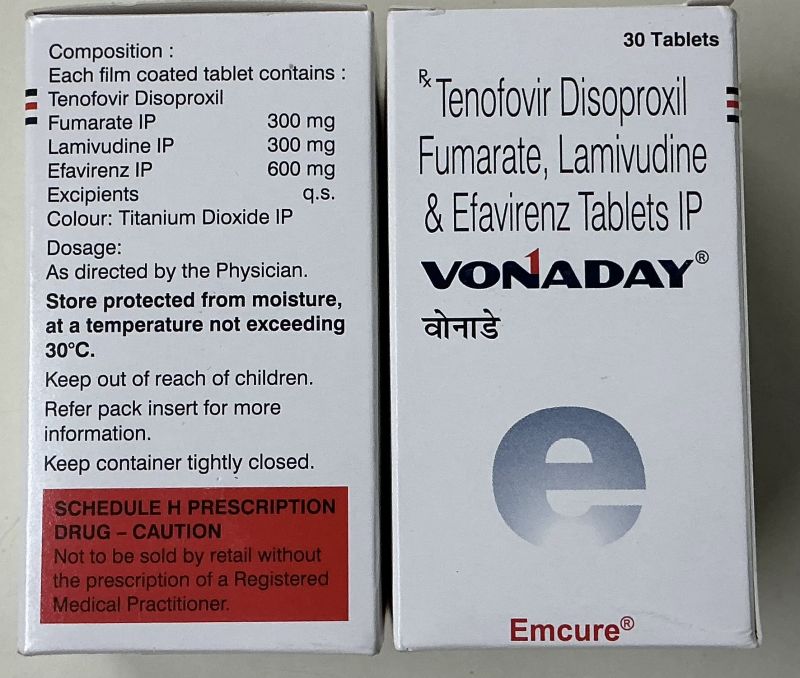 Composition :
Each film coated tablet contains :
Tenofovir Disoproxil
Fumarate IP 300 mg
Lamivudine IP 300 mg
Efavirenz IP 600 mg
Excipients q.s.
Colour: Titanium Dioxide IP
Dosage:
As directed by the Physician.
Store protected from moisture,
at a temperature not exceeding
30°C.
Keep out of reach of children.
Refer pack insert for more
information.
Keep container tightly closed.
SCHEDULE H PRESCRIPTION
DRUG – CAUTION
Not to be sold by retail without
the prescription of a Registered
Medical Practitioner.
30 Tablets
Rx Tenofovir Disoproxil
Fumarate, Lamivudine
& Efavirenz Tablets IP
VONADAY®
वोनाडे
e
Emcure®